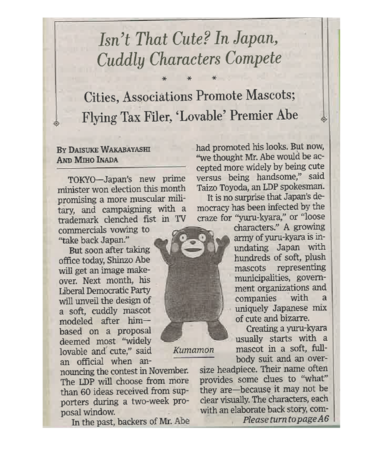 Isn't That Cute? In Japan,
Cuddly Characters Compete
* * *
Cities, Associations Promote Mascots;
Flying Tax Filer, 'Lovable' Premier Abe
BY DAISUKE WAKABAYASHI
AND MIHO INADA
TOKYO—Japan's new prime
minister won election this month
promising a more muscular mili-
tary, and campaigning with a
trademark clenched fist in TV
commercials vowing to
"take back Japan."
But soon after taking
office today, Shinzo Abe
will get an image make-
over. Next month, his
Liberal Democratic Party
will unveil the design of
a soft, cuddly mascot
modeled after him—
based on a proposal
deemed most "widely
lovable and cute," said
an official when an-
nouncing the contest in November.
The LDP will choose from more
than 60 ideas received from sup-
porters during a two-week pro-
posal window.
In the past, backers of Mr. Abe
had promoted his looks. But now,
"we thought Mr. Abe would be ac-
cepted more widely by being cute
versus being handsome," said
Taizo Toyoda, an LDP spokesman.
It is no surprise that Japan's de-
mocracy has been infected by the
craze for "yuru-kyara," or "loose
characters." A growing
army of yuru-kyara is in-
undating Japan with
hundreds of soft, plush
mascots representing
municipalities, govern-
ment organizations and
companies with a
uniquely Japanese mix
of cute and bizarre.
Creating a yuru-kyara
usually starts with a
mascot in a soft, full-
body suit and an over-
size headpiece. Their name often
provides some clues to "what"
they are—because it may not be
clear visually. The characters, each
with an elaborate back story, com-
Please turn to page A6
Kumamon